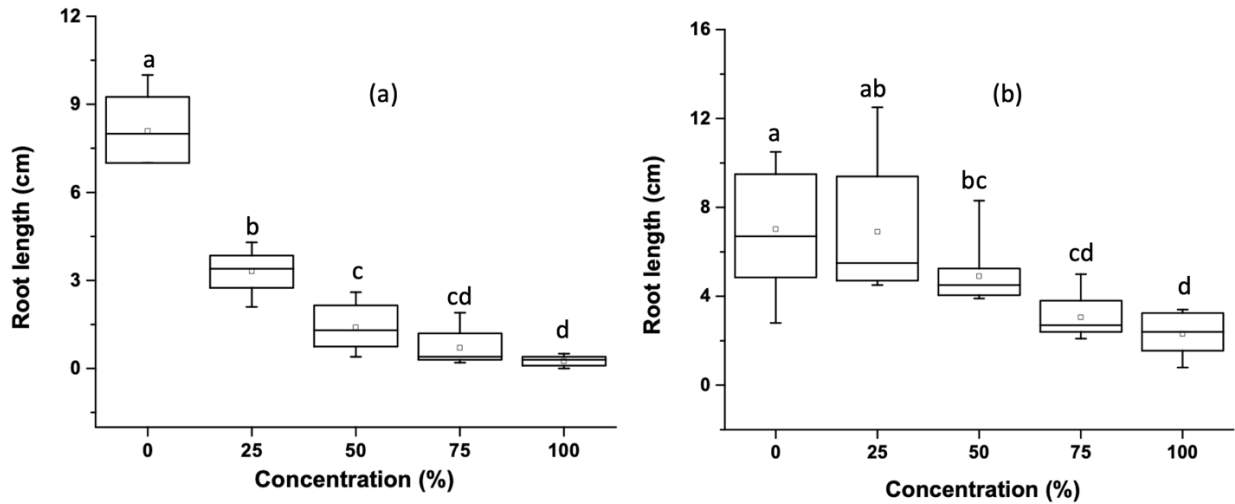 12
9
6
3
0
Root length (cm)
a
b
c
cd
d
(a)
0 25 50 75 100
Concentration (%)
16
12
8
4
0
Root length (cm)
a
ab
bc
cd
d
(b)
0 25 50 75 100
Concentration (%)